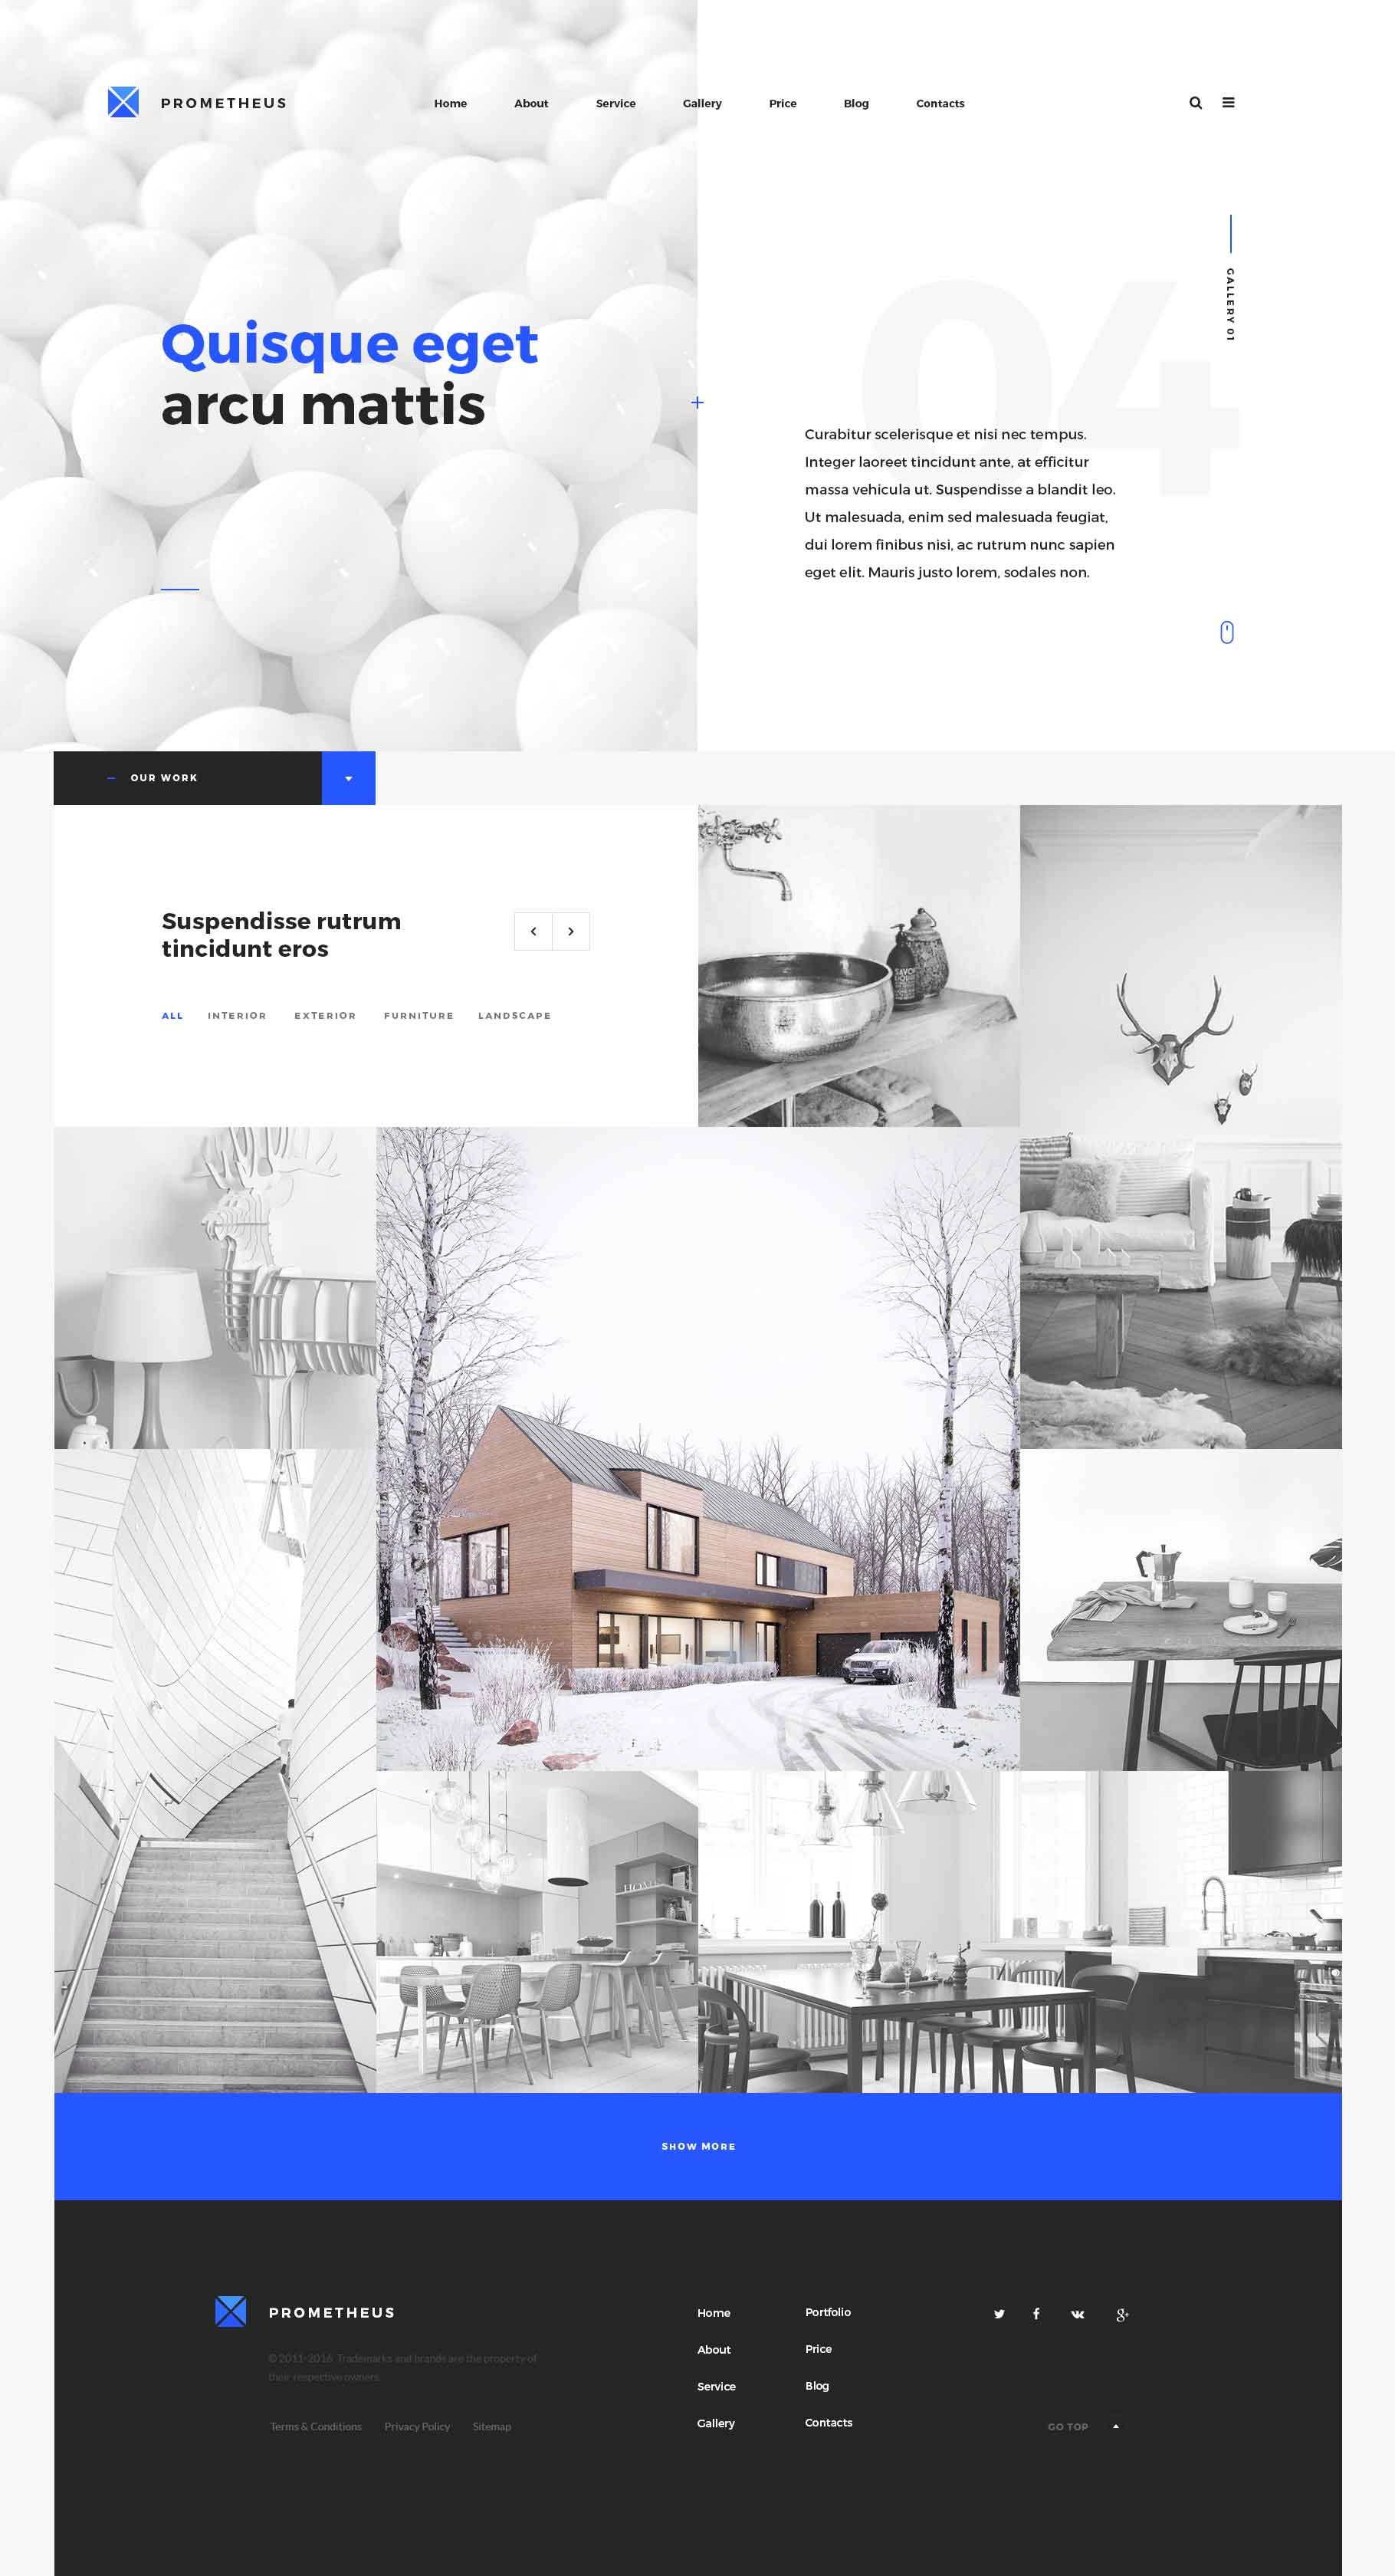 PROMETHEUS
Home About Service Gallery Price Blog Contacts
GALLERY 01
04
Quisque eget
arcu mattis
Curabitur scelerisque et nisi nec tempus.
Integer laoreet tincidunt ante, at efficitur
massa vehicula ut. Suspendisse a blandit leo.
Ut malesuada, enim sed malesuada feugiat,
dui lorem finibus nisi, ac rutrum nunc sapien
eget elit. Mauris justo lorem, sodales non.
OUR WORK
Suspendisse rutrum
tincidunt eros
ALL INTERIOR EXTERIOR FURNITURE LANDSCAPE
SAVON
HOME
SHOW MORE
PROMETHEUS
© 2011-2016 Trademarks and brands are the property of
their respective owners.
Terms & Conditions Privacy Policy Sitemap
Home
About
Service
Gallery
Portfolio
Price
Blog
Contacts
GO TOP